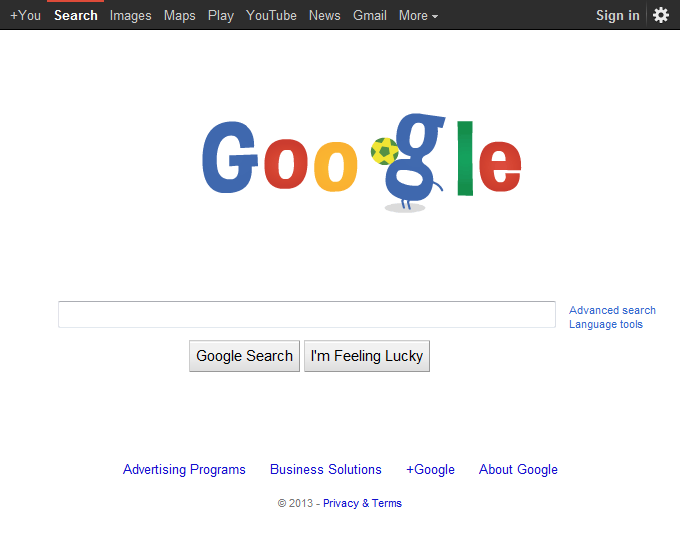 +You Search Images Maps Play YouTube News Gmail More Sign in
Google
Advanced search
Language tools
Google Search I'm Feeling Lucky
Advertising Programs Business Solutions +Google About Google
© 2013 - Privacy & Terms